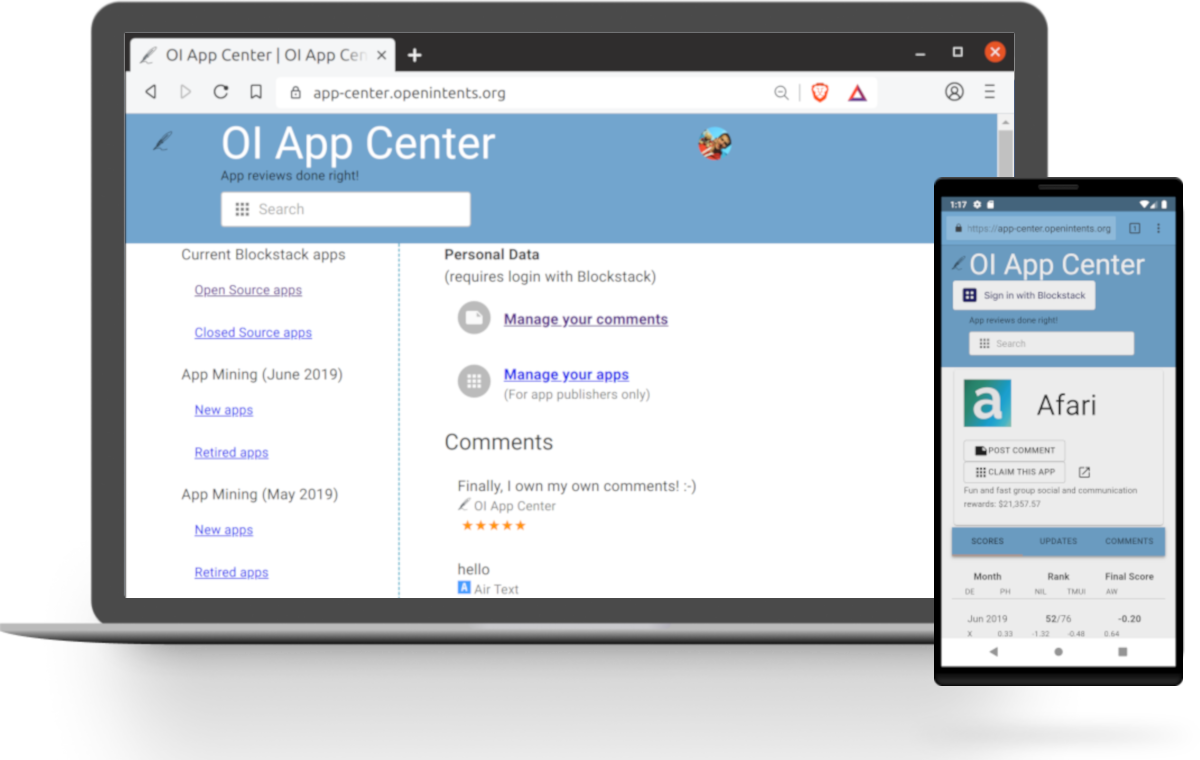 OI App Center | OI App Cen
app-center.openintents.org
OI App Center
App reviews done right!
Search
Current Blockstack apps
Open Source apps
Closed Source apps
App Mining (June 2019)
New apps
Retired apps
App Mining (May 2019)
New apps
Retired apps
Personal Data
(requires login with Blockstack)
Manage your comments
Manage your apps
(For app publishers only)
Comments
Finally, I own my own comments! :-)
OI App Center
hello
A Air Text
1:17
https://app-center.openintents.org 1
OI App Center
Sign in with Blockstack
App reviews done right!
Search
a Afari
POST COMMENT
CLAIM THIS APP
Fun and fast group social and communication
rewards: $21,357.57
SCORES UPDATES COMMENTS
Month Rank Final Score
DE PH NIL TMUI AW
Jun 2019 52/76 -0.20
X 0.33 -1.32 -0.48 0.64